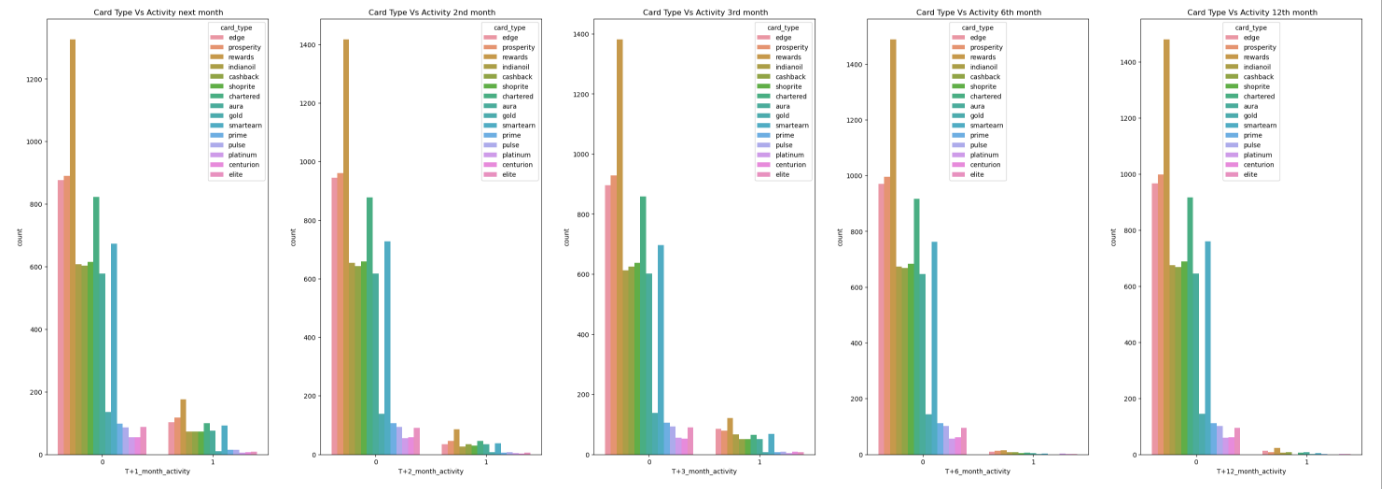 Card Type Vs Activity next month
card_type
edge
prosperity
rewards
indianoil
cashback
shoprite
chartered
aura
gold
smartearn
prime
pulse
platinum
centurion
elite
1200
1000
800
600
400
200
0
count
0
1
T+1_month_activity
Card Type Vs Activity 2nd month
card_type
edge
prosperity
rewards
indianoil
cashback
shoprite
chartered
aura
gold
smartearn
prime
pulse
platinum
centurion
elite
1400
1200
1000
800
600
400
200
0
count
0
1
T+2_month_activity
Card Type Vs Activity 3rd month
card_type
edge
prosperity
rewards
indianoil
cashback
shoprite
chartered
aura
gold
smartearn
prime
pulse
platinum
centurion
elite
1400
1200
1000
800
600
400
200
0
count
0
1
T+3_month_activity
Card Type Vs Activity 6th month
card_type
edge
prosperity
rewards
indianoil
cashback
shoprite
chartered
aura
gold
smartearn
prime
pulse
platinum
centurion
elite
1400
1200
1000
800
600
400
200
0
count
0
1
T+6_month_activity
Card Type Vs Activity 12th month
card_type
edge
prosperity
rewards
indianoil
cashback
shoprite
chartered
aura
gold
smartearn
prime
pulse
platinum
centurion
elite
1400
1200
1000
800
600
400
200
0
count
0
1
T+12_month_activity